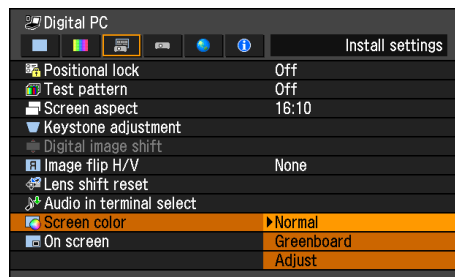 Digital PC
Install settings
Positional lock Off
Test pattern Off
Screen aspect 16:10
Keystone adjustment
Digital image shift
Image flip H/V None
Lens shift reset
Audio in terminal select
Screen color Normal
On screen Greenboard
Adjust